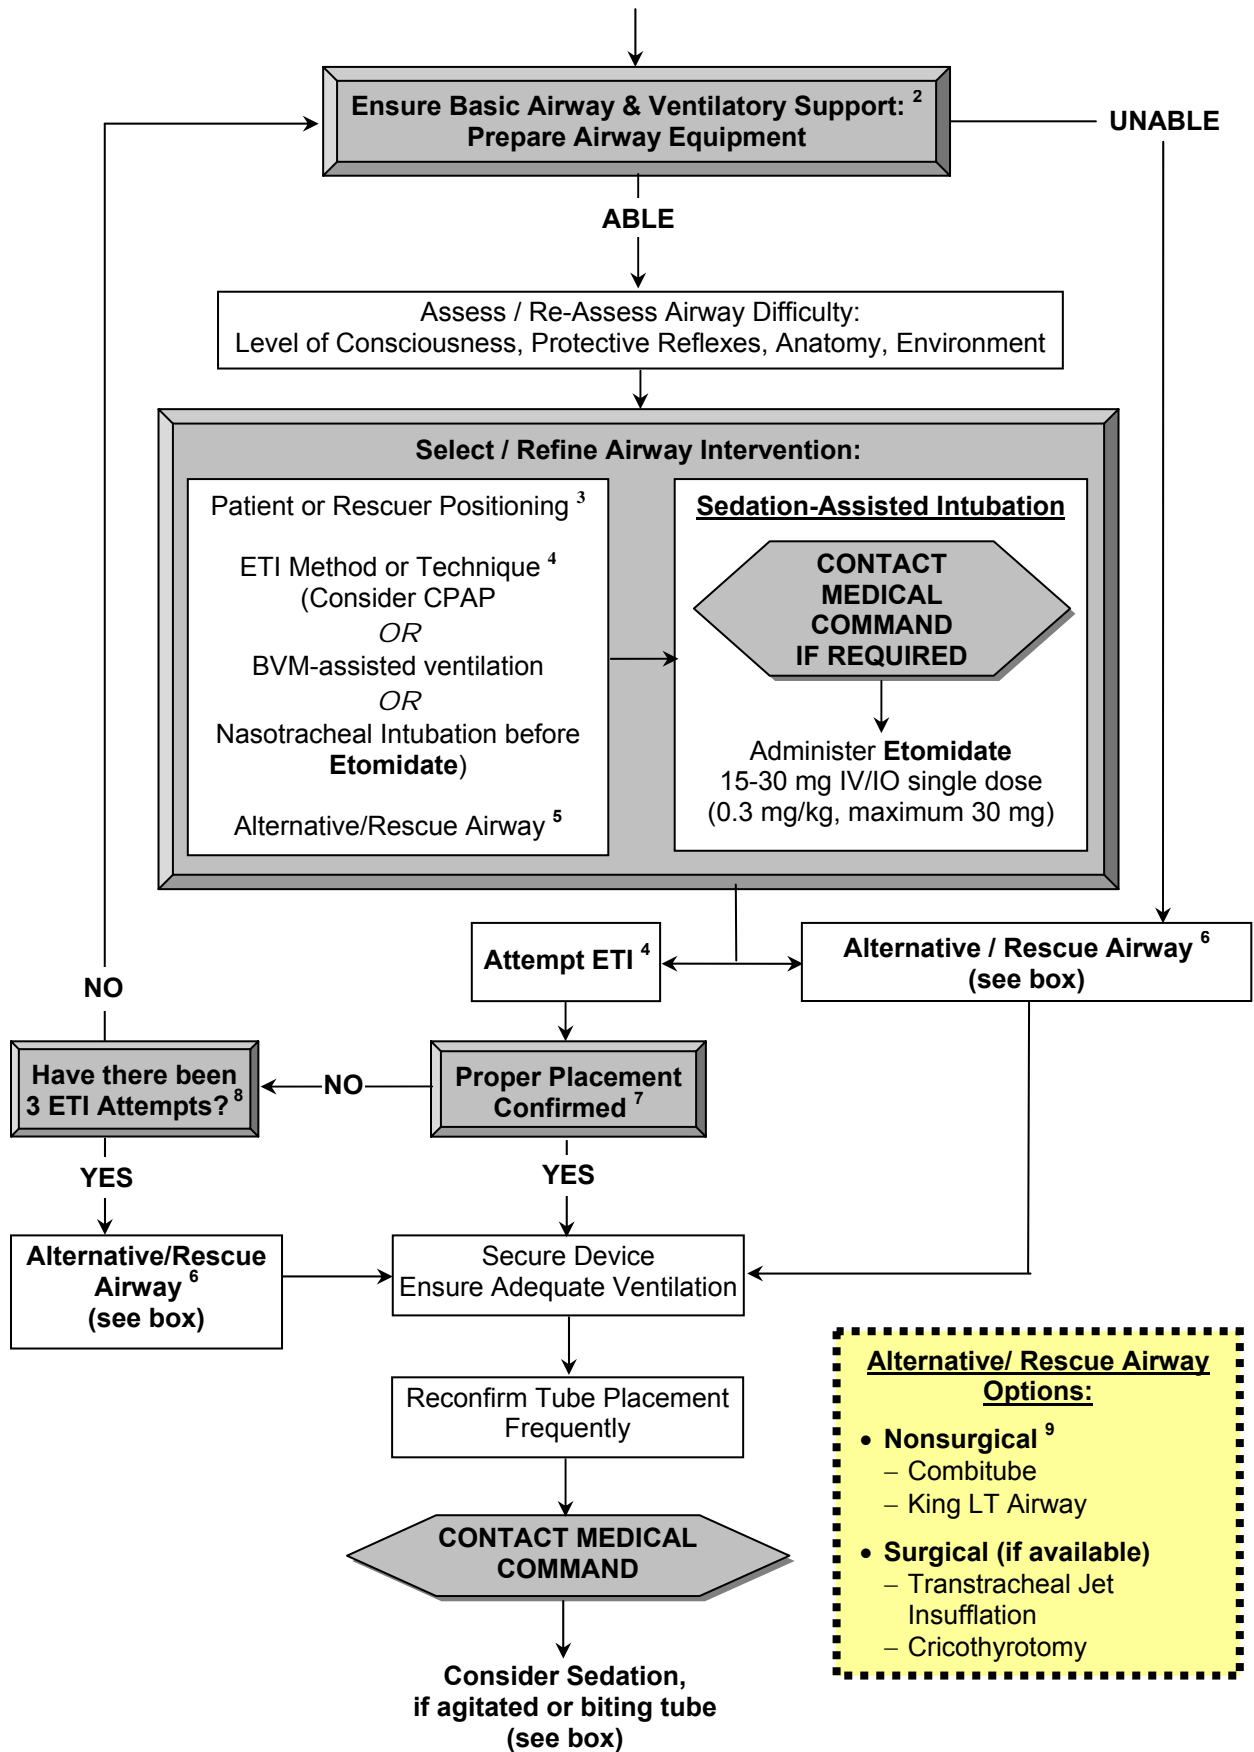 Ensure Basic Airway & Ventilatory Support: 2
Prepare Airway Equipment
UNABLE
ABLE
Assess / Re-Assess Airway Difficulty:
Level of Consciousness, Protective Reflexes, Anatomy, Environment
Select / Refine Airway Intervention:
Patient or Rescuer Positioning 3
ETI Method or Technique 4
(Consider CPAP
OR
BVM-assisted ventilation
OR
Nasotracheal Intubation before
Etomidate)
Alternative/Rescue Airway 5
Sedation-Assisted Intubation
CONTACT
MEDICAL
COMMAND
IF REQUIRED
Administer Etomidate
15-30 mg IV/IO single dose
(0.3 mg/kg, maximum 30 mg)
Attempt ETI 4
Alternative / Rescue Airway 6
(see box)
NO
Have there been
3 ETI Attempts? 8
NO
Proper Placement
Confirmed 7
YES
YES
Alternative/Rescue
Airway 6
(see box)
Secure Device
Ensure Adequate Ventilation
Reconfirm Tube Placement
Frequently
CONTACT MEDICAL
COMMAND
Consider Sedation,
if agitated or biting tube
(see box)
Alternative/ Rescue Airway
Options:
• Nonsurgical 9
– Combitube
– King LT Airway
• Surgical (if available)
– Transtracheal Jet
Insufflation
– Cricothyrotomy